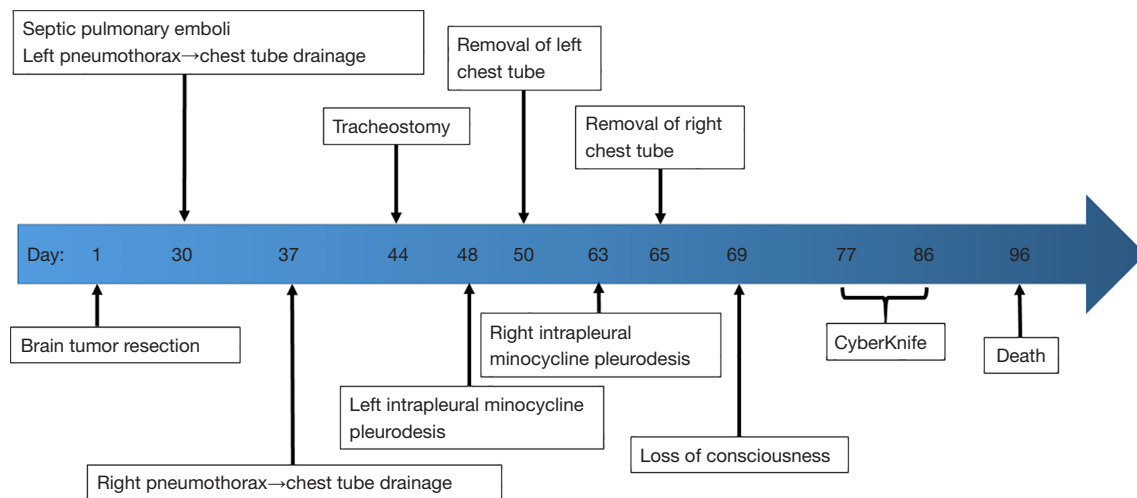 Septic pulmonary emboli
Left pneumothorax→chest tube drainage
Removal of left
chest tube
Tracheostomy
Removal of right
chest tube
Day: 1 30 37 44 48 50 63 65 69 77 86 96
Brain tumor resection
Right intrapleural
minocycline pleurodesis
CyberKnife
Death
Left intrapleural minocycline
pleurodesis
Loss of consciousness
Right pneumothorax→chest tube drainage